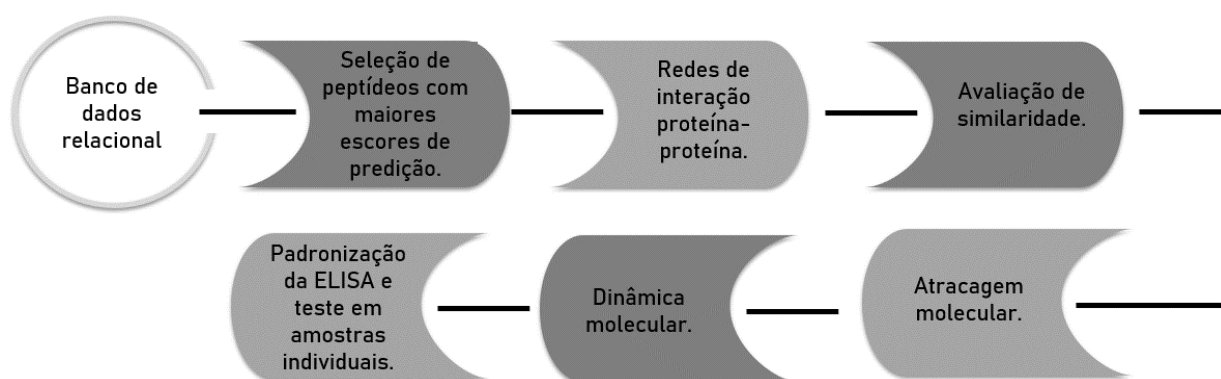 Banco de
dados
relacional
Seleção de
peptídeos com
maiores
escores de
predição.
Redes de
interação
proteína-
proteína.
Avaliação de
similaridade.
Atracagem
molecular.
Dinâmica
molecular.
Padronização
da ELISA e
teste em
amostras
individuais.